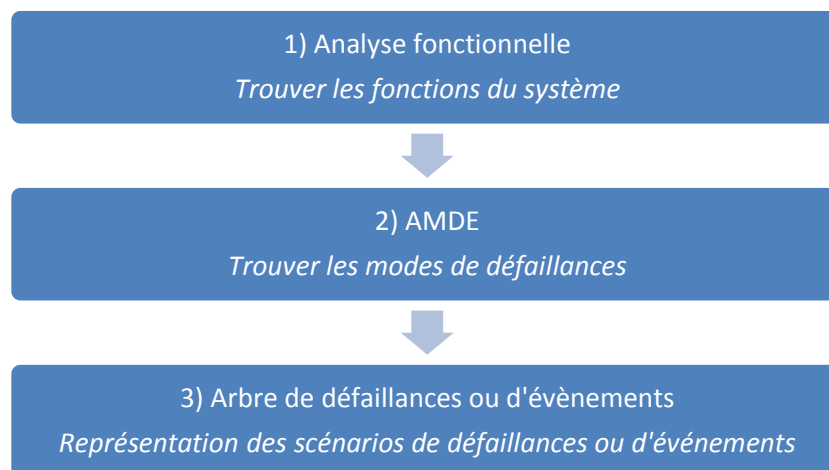 1) Analyse fonctionnelle
Trouver les fonctions du système
2) AMDE
Trouver les modes de défaillances
3) Arbre de défaillances ou d'évènements
Représentation des scénarios de défaillances ou d'événements